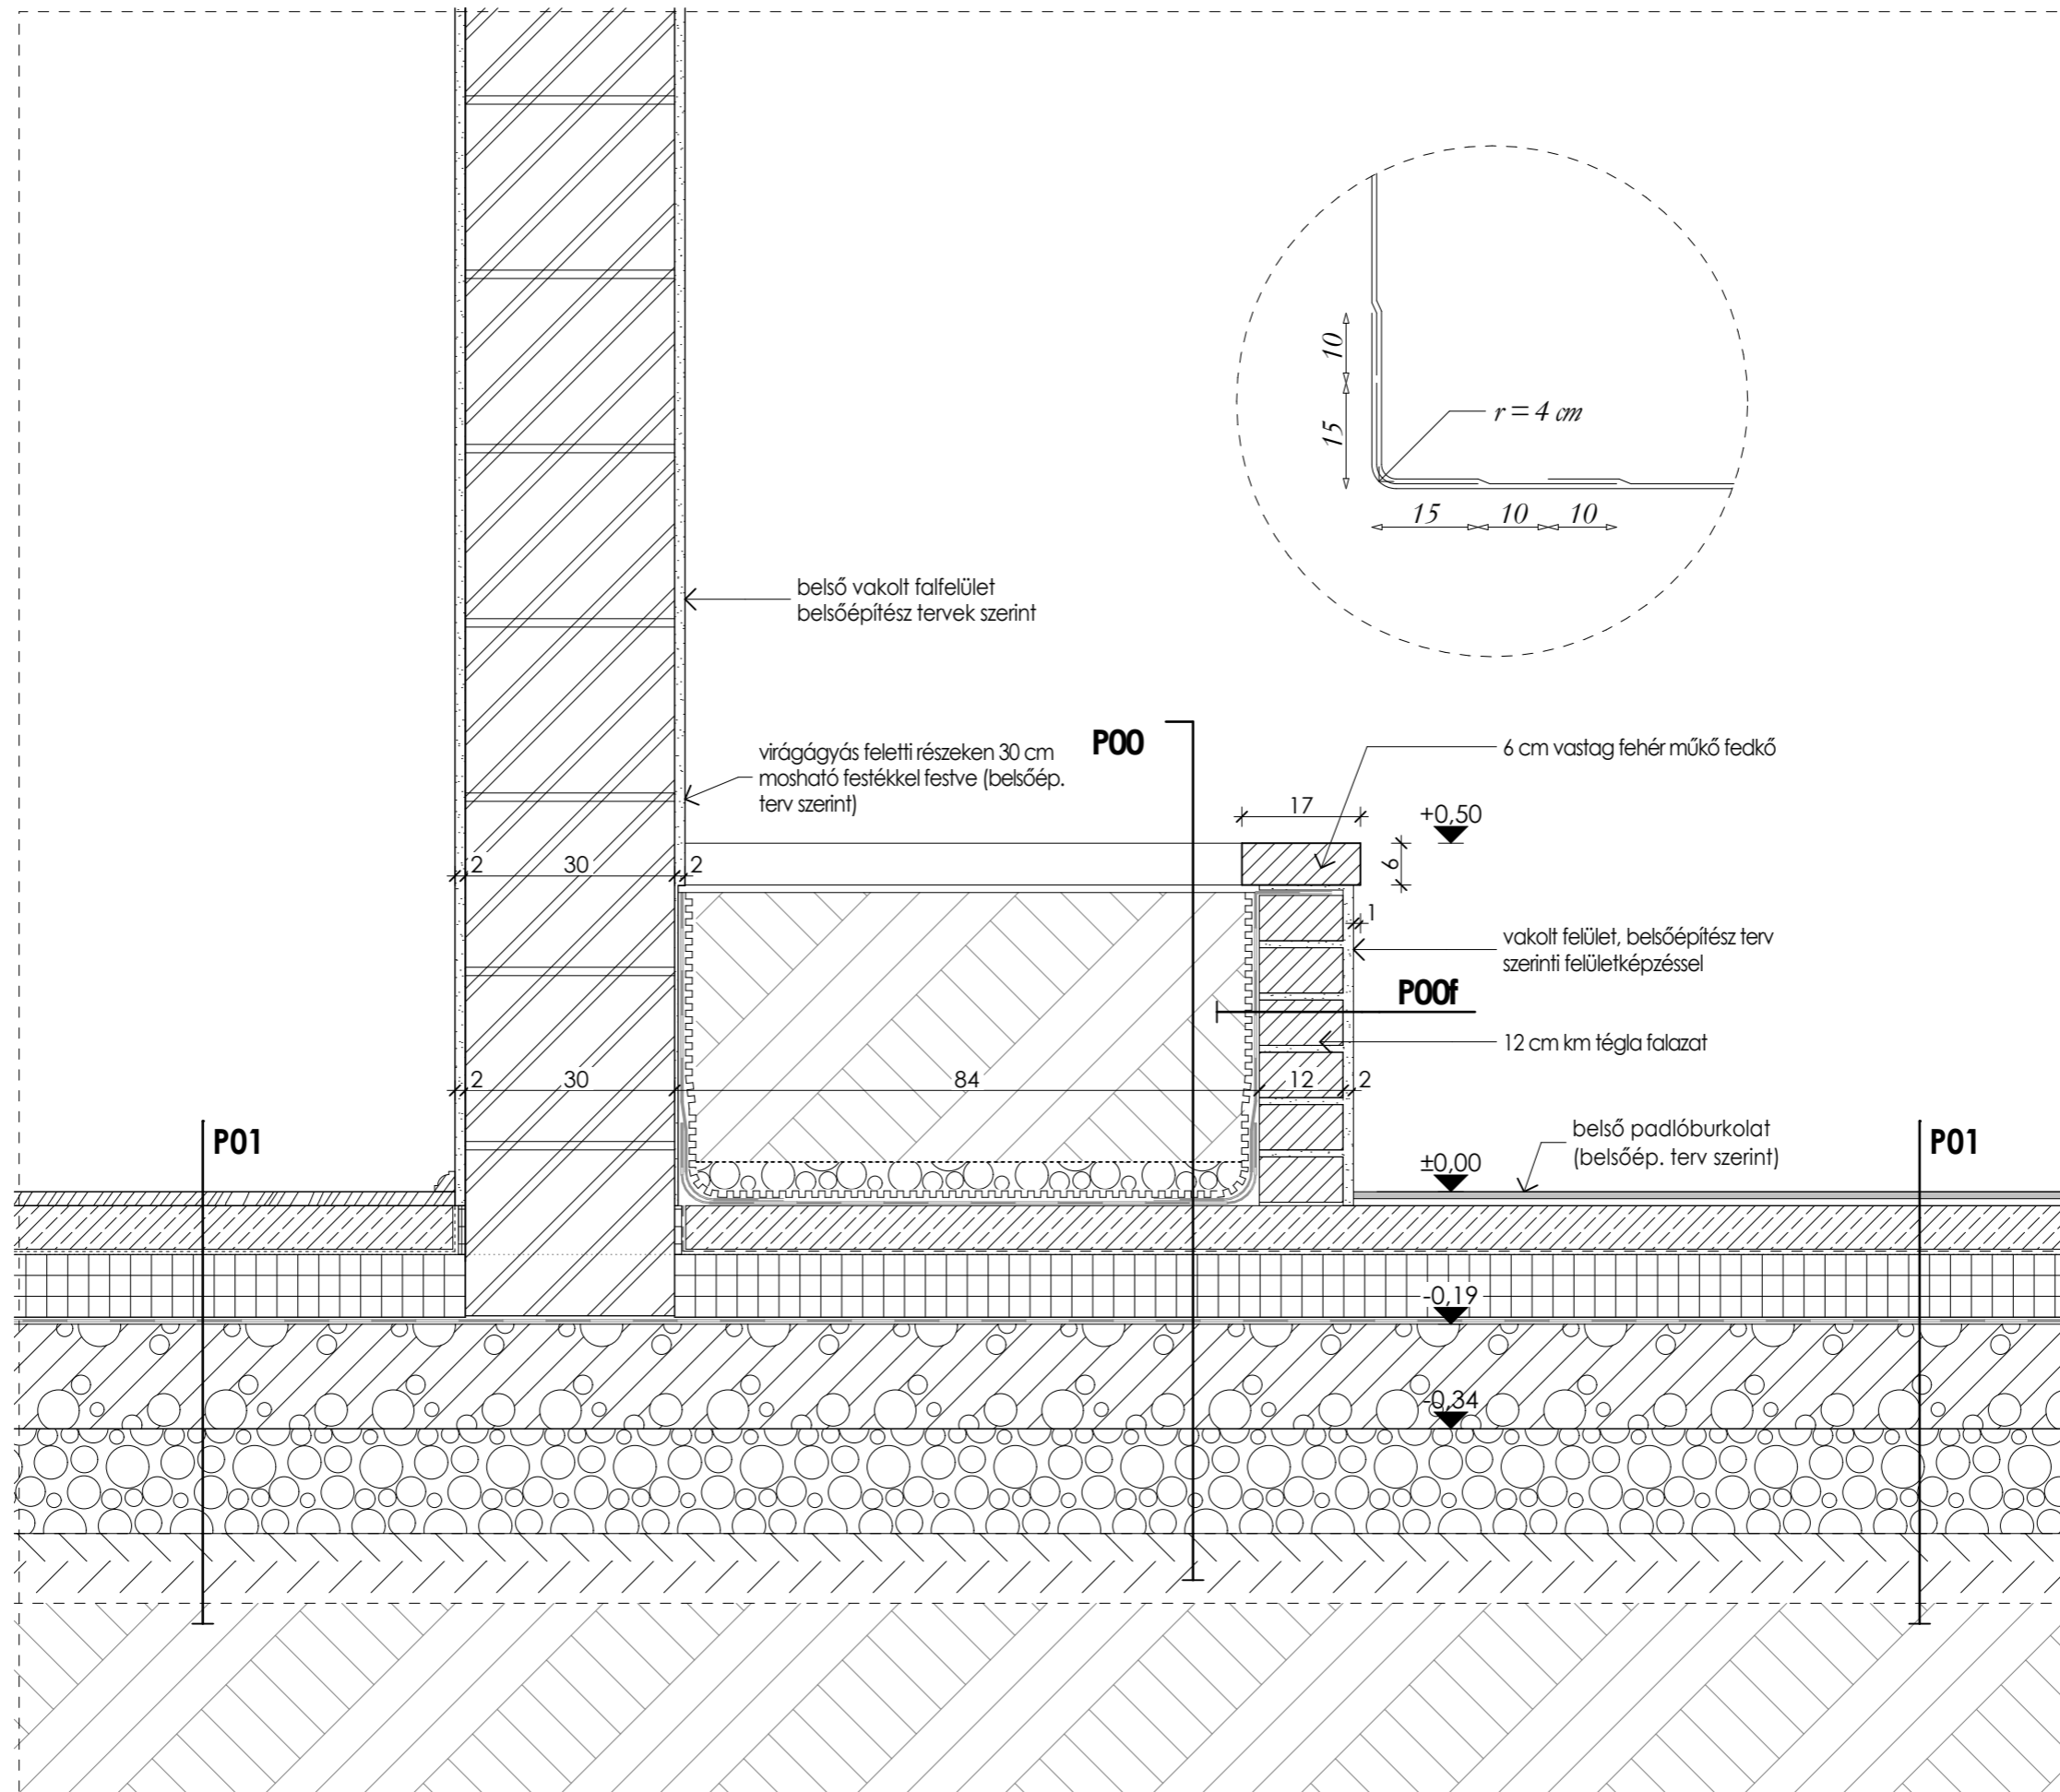 10
15
r = 4 cm
15
10
10
belső vakolt falfelület
belsőépítész tervek szerint
virágágyás feletti részeken 30 cm
mosható festékkel festve (belsőép.
terv szerint)
P00
6 cm vastag fehér műkő fedkő
17
+0,50
6
2
30
2
1
vakolt felület, belsőépítész terv
szerinti felületképzéssel
P00f
12 cm km tégla falazat
2
30
84
12
2
P01
belső padlóburkolat
(belsőép. terv szerint)
P01
±0,00
-0,19
-0,34